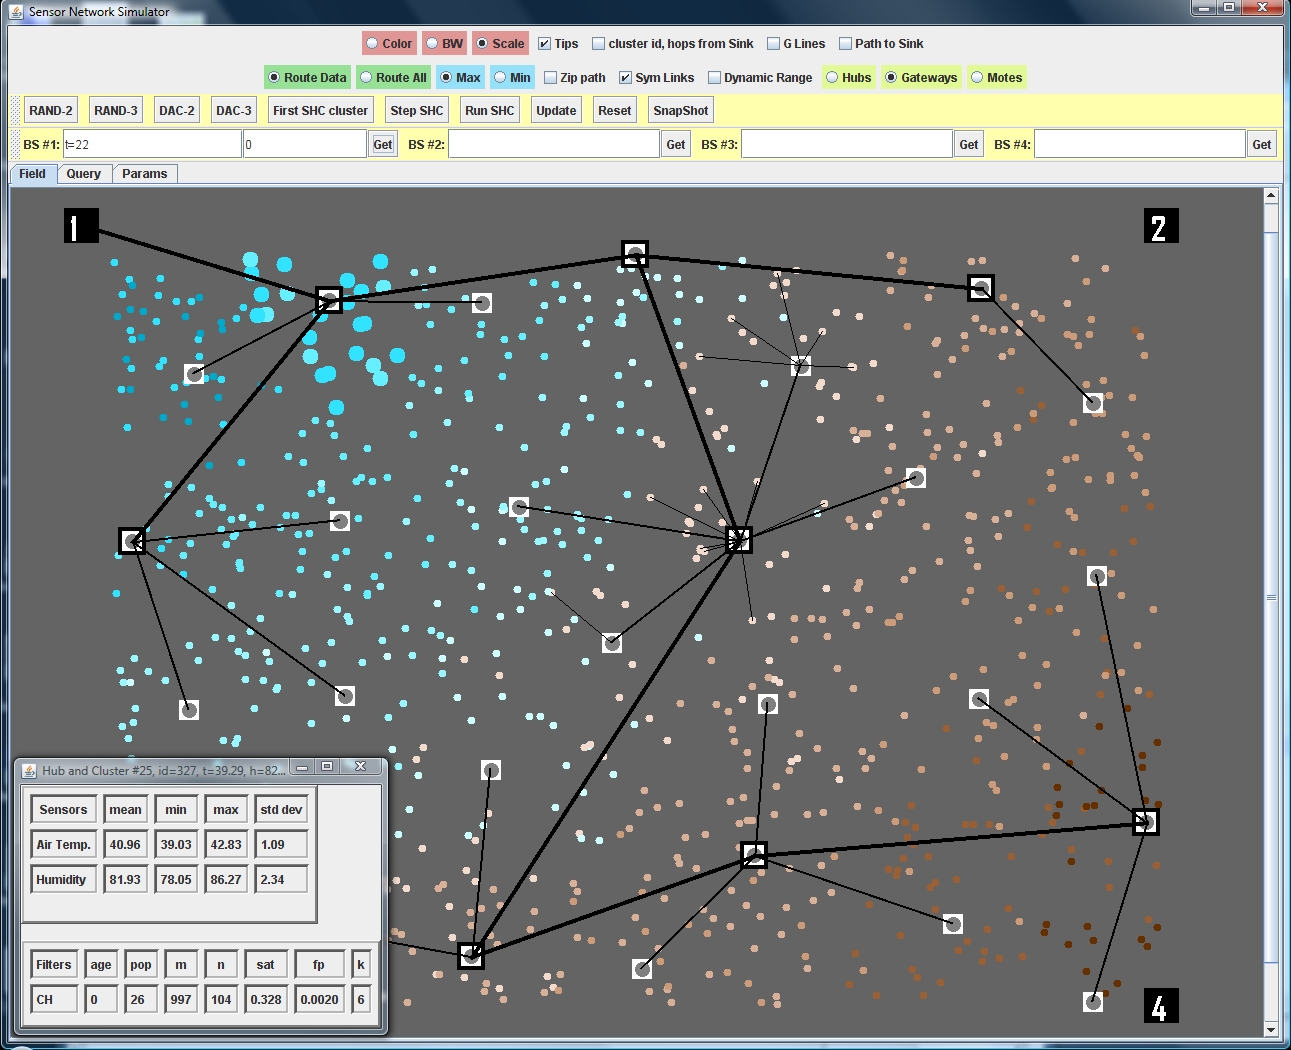 Sensor Network Simulator
Color BW Scale Tips cluster id, hops from Sink G Lines Path to Sink
Route Data Route All Max Min Zip path Sym Links Dynamic Range Hubs Gateways Motes
RAND-2 RAND-3 DAC-2 DAC-3 First SHC cluster Step SHC Run SHC Update Reset SnapShot
BS #1: t=22 0 Get BS #2: Get BS #3: Get BS #4: Get
Field Query Params
1 2
Hub and Cluster #25, id=327, t=39.29, h=82...
Sensors mean min max std dev
Air Temp. 40.96 39.03 42.83 1.09
Humidity 81.93 78.05 86.27 2.34
Filters age pop m n sat fp k
CH 0 26 997 104 0.328 0.0020 6
4